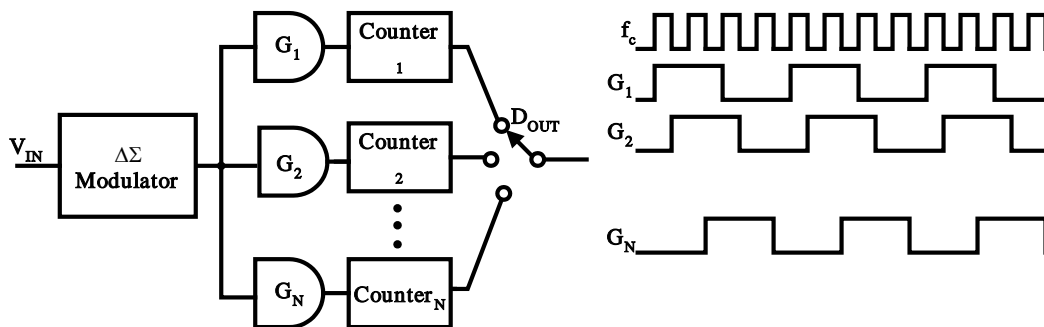 V_IN
ΔΣ
Modulator
G_1
Counter
1
G_2
Counter
2
G_N
Counter_N
D_OUT
f_c
G_1
G_2
G_N